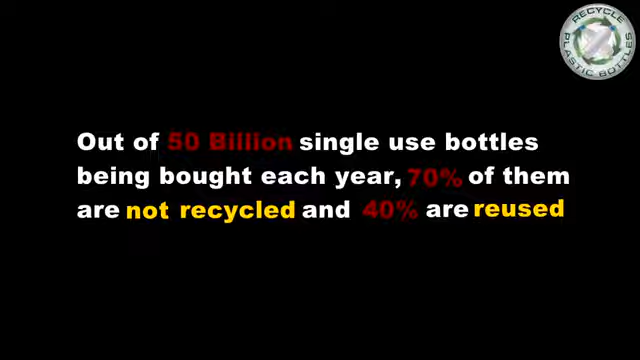 RECYCLE
PLASTIC BOTTLES
Out of 50 Billion single use bottles
being bought each year, 70% of them
are not recycled and 40% are reused